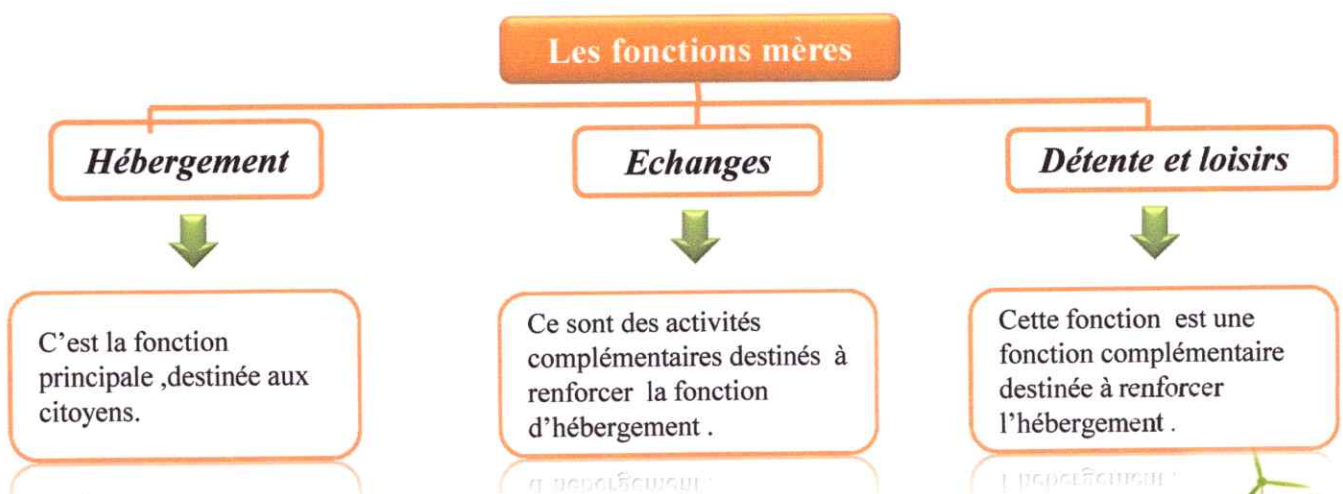 Les fonctions mères
Hébergement
Echanges
Détente et loisirs
C'est la fonction
principale ,destinée aux
citoyens.
Ce sont des activités
complémentaires destinés à
renforcer la fonction
d'hébergement .
Cette fonction est une
fonction complémentaire
destinée à renforcer
l'hébergement .